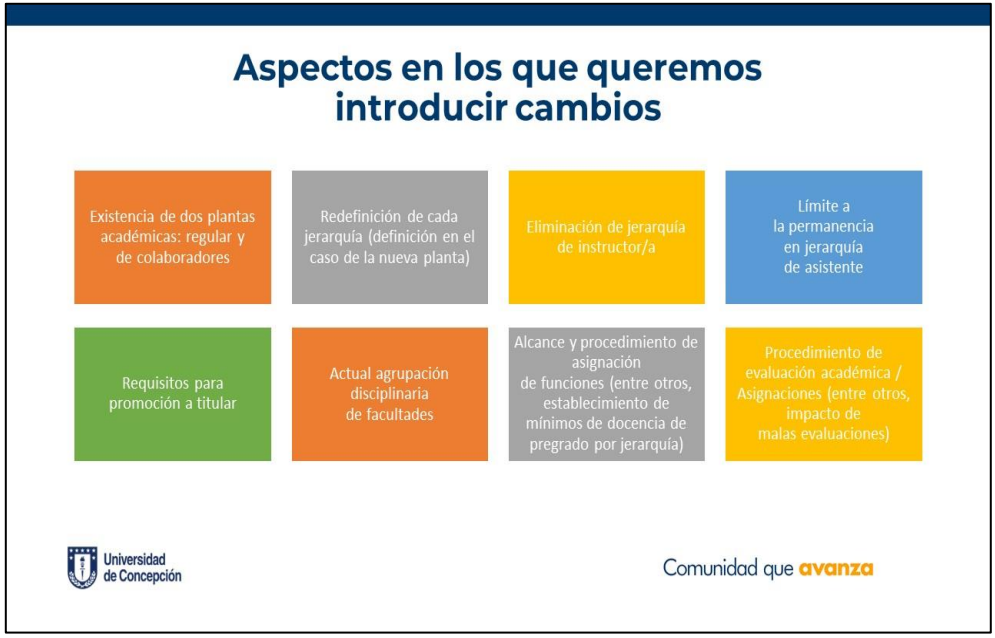 Aspectos en los que queremos
introducir cambios
Existencia de dos plantas
académicas: regular y
de colaboradores
Redefinición de cada
jerarquía (definición en el
caso de la nueva planta)
Eliminación de jerarquía
de instructor/a
Límite a
la permanencia
en jerarquía
de asistente
Requisitos para
promoción a titular
Actual agrupación
disciplinaria
de facultades
Alcance y procedimiento de
asignación
de funciones (entre otros,
establecimiento de
mínimos de docencia de
pregrado por jerarquía)
Procedimiento de
evaluación académica /
Asignaciones (entre otros,
impacto de
malas evaluaciones)
Universidad
de Concepción
Comunidad que avanza